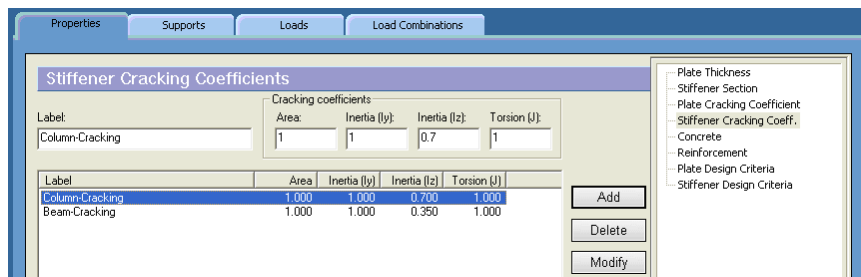 Properties Supports Loads Load Combinations
Stiffener Cracking Coefficients
Cracking coefficients
Label: Area: Inertia (Iy): Inertia (Iz): Torsion (J):
Column-Cracking 1 1 0.7 1
Label Area Inertia (Iy) Inertia (Iz) Torsion (J)
Column-Cracking 1.000 1.000 0.700 1.000
Beam-Cracking 1.000 1.000 0.350 1.000
Add
Delete
Modify
Plate Thickness
Stiffener Section
Plate Cracking Coefficient
Stiffener Cracking Coeff.
Concrete
Reinforcement
Plate Design Criteria
Stiffener Design Criteria